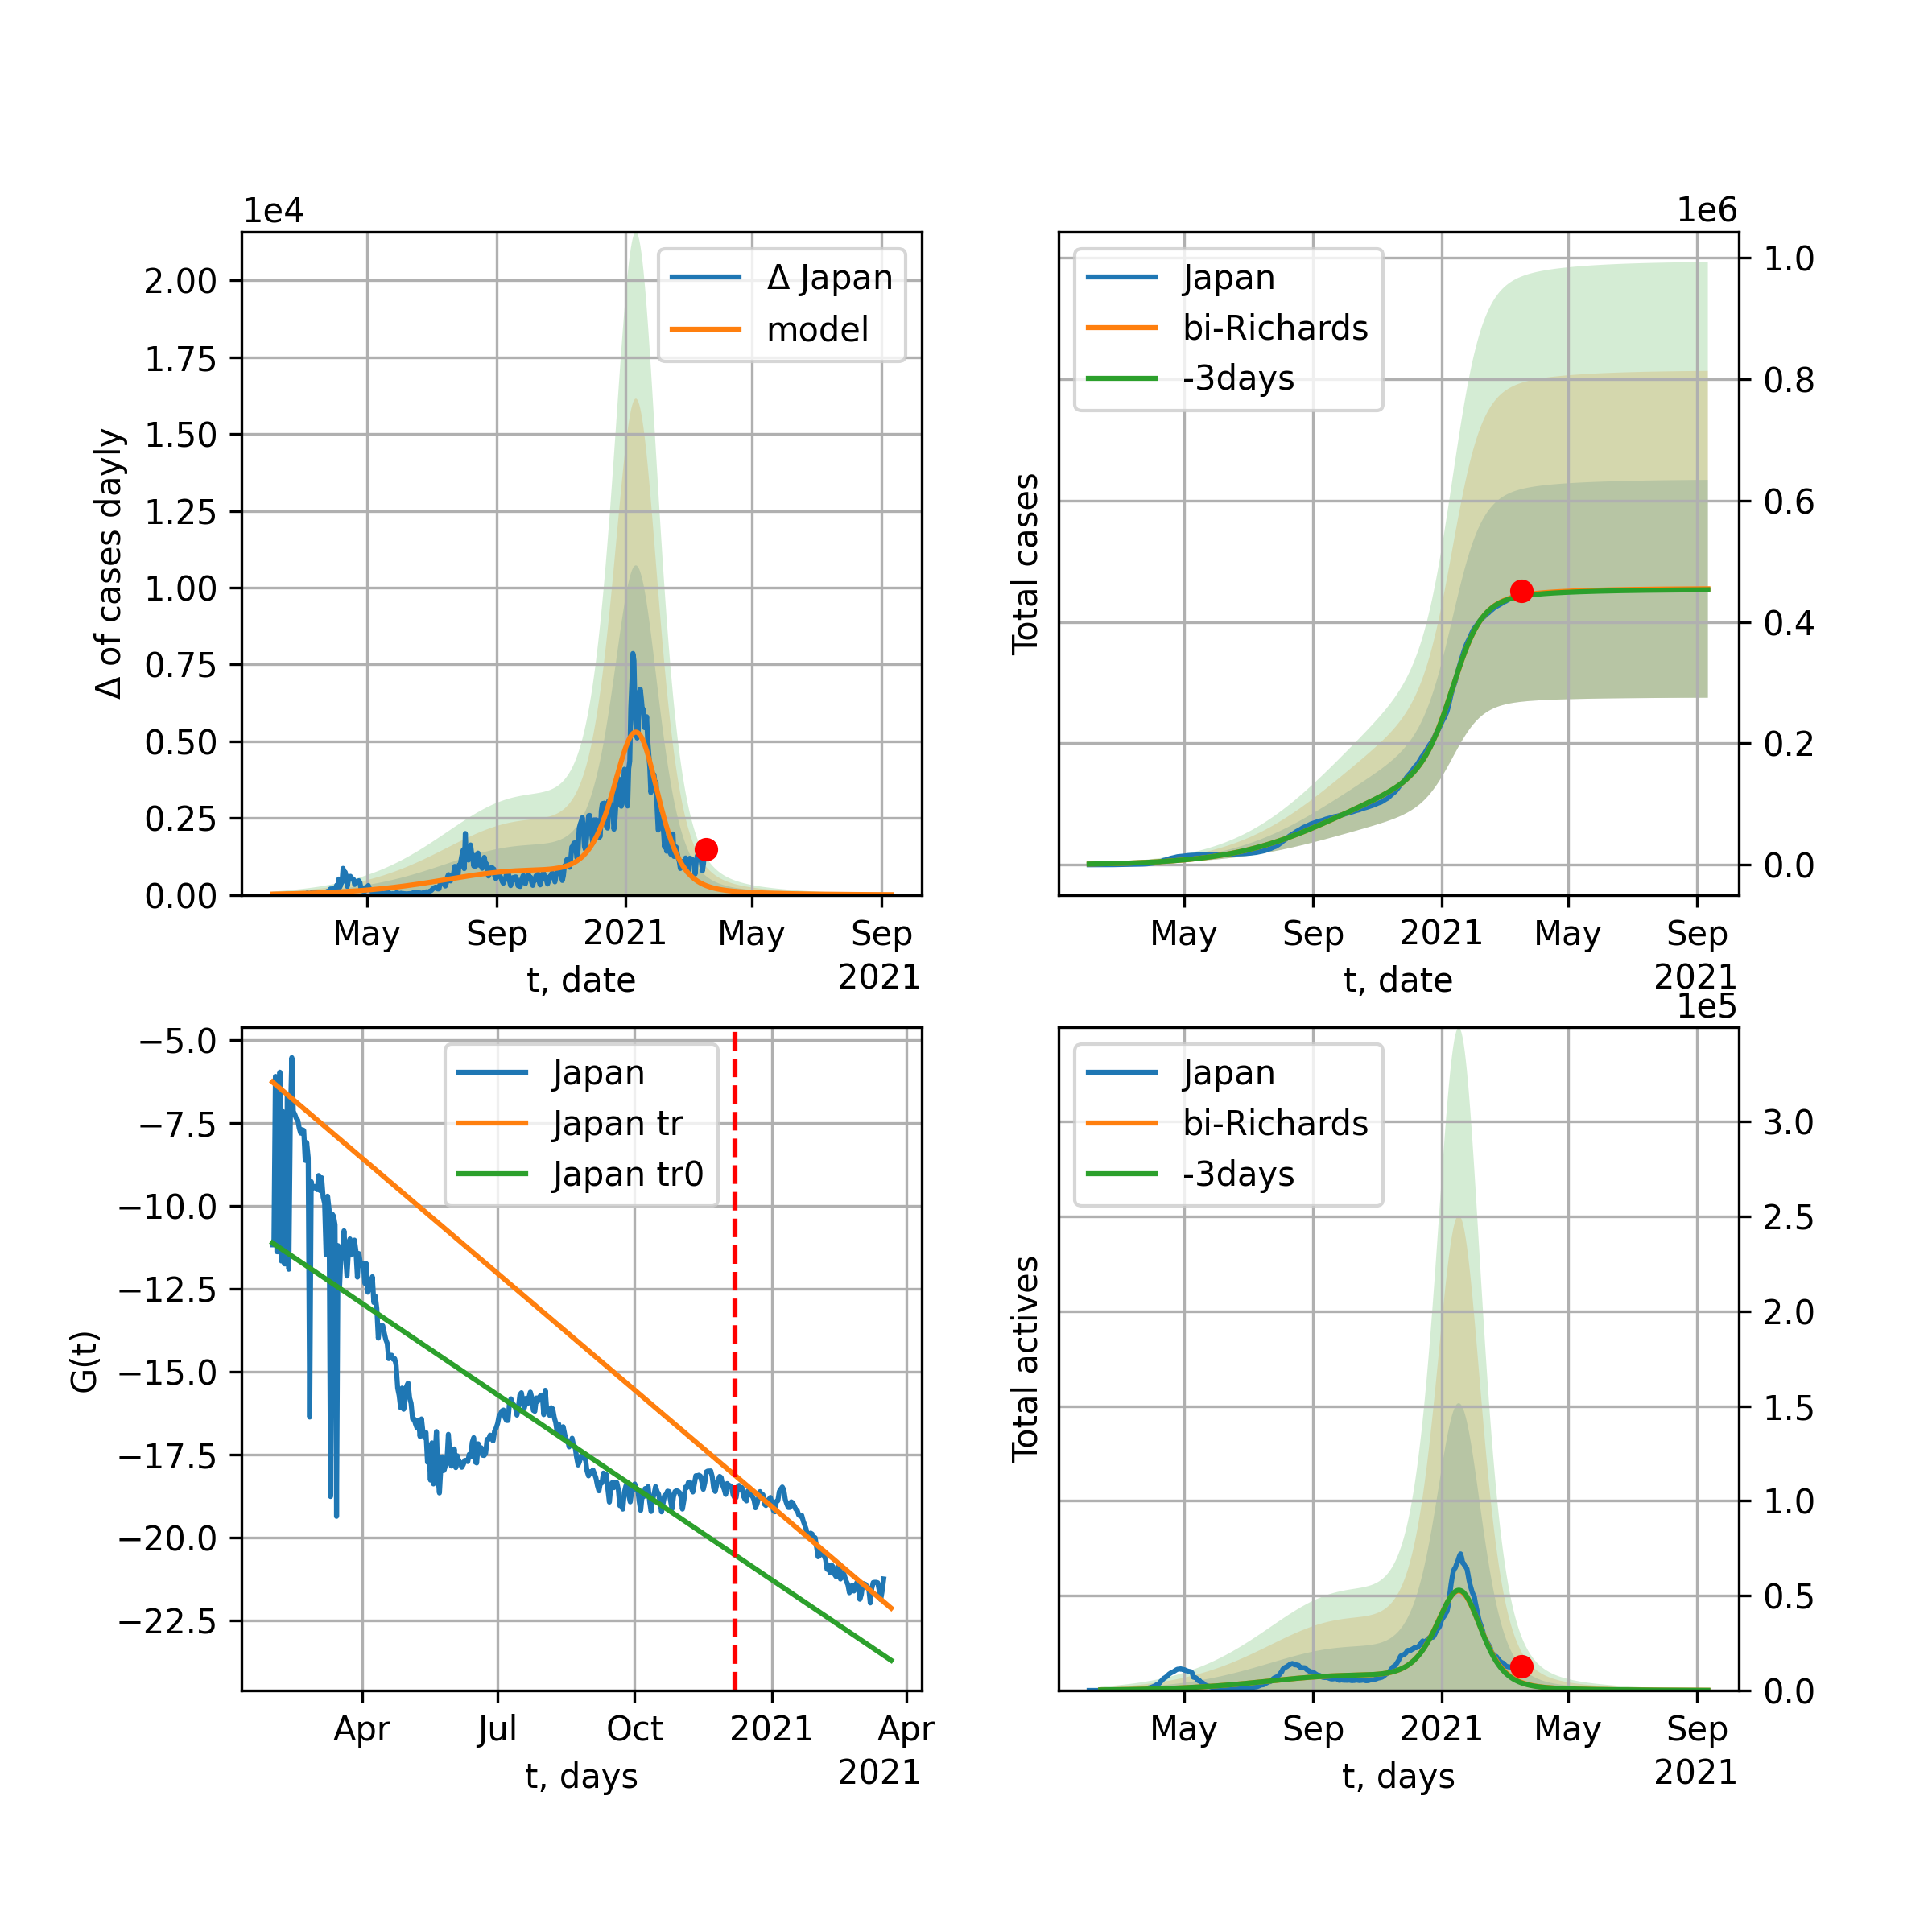 1e4
2.00
1.75
1.50
1.25
1.00
0.75
0.50
0.25
0.00
Δ of cases dayly
Δ Japan
model
May
Sep
2021
May
Sep
t, date
2021
1e6
1.0
0.8
0.6
0.4
0.2
0.0
Total cases
Japan
bi-Richards
-3days
May
Sep
2021
May
Sep
t, date
2021
−5.0
−7.5
−10.0
−12.5
−15.0
−17.5
−20.0
−22.5
G(t)
Japan
Japan tr
Japan tr0
Apr
Jul
Oct
2021
Apr
t, days
2021
1e5
3.0
2.5
2.0
1.5
1.0
0.5
0.0
Total actives
Japan
bi-Richards
-3days
May
Sep
2021
May
Sep
t, days
2021